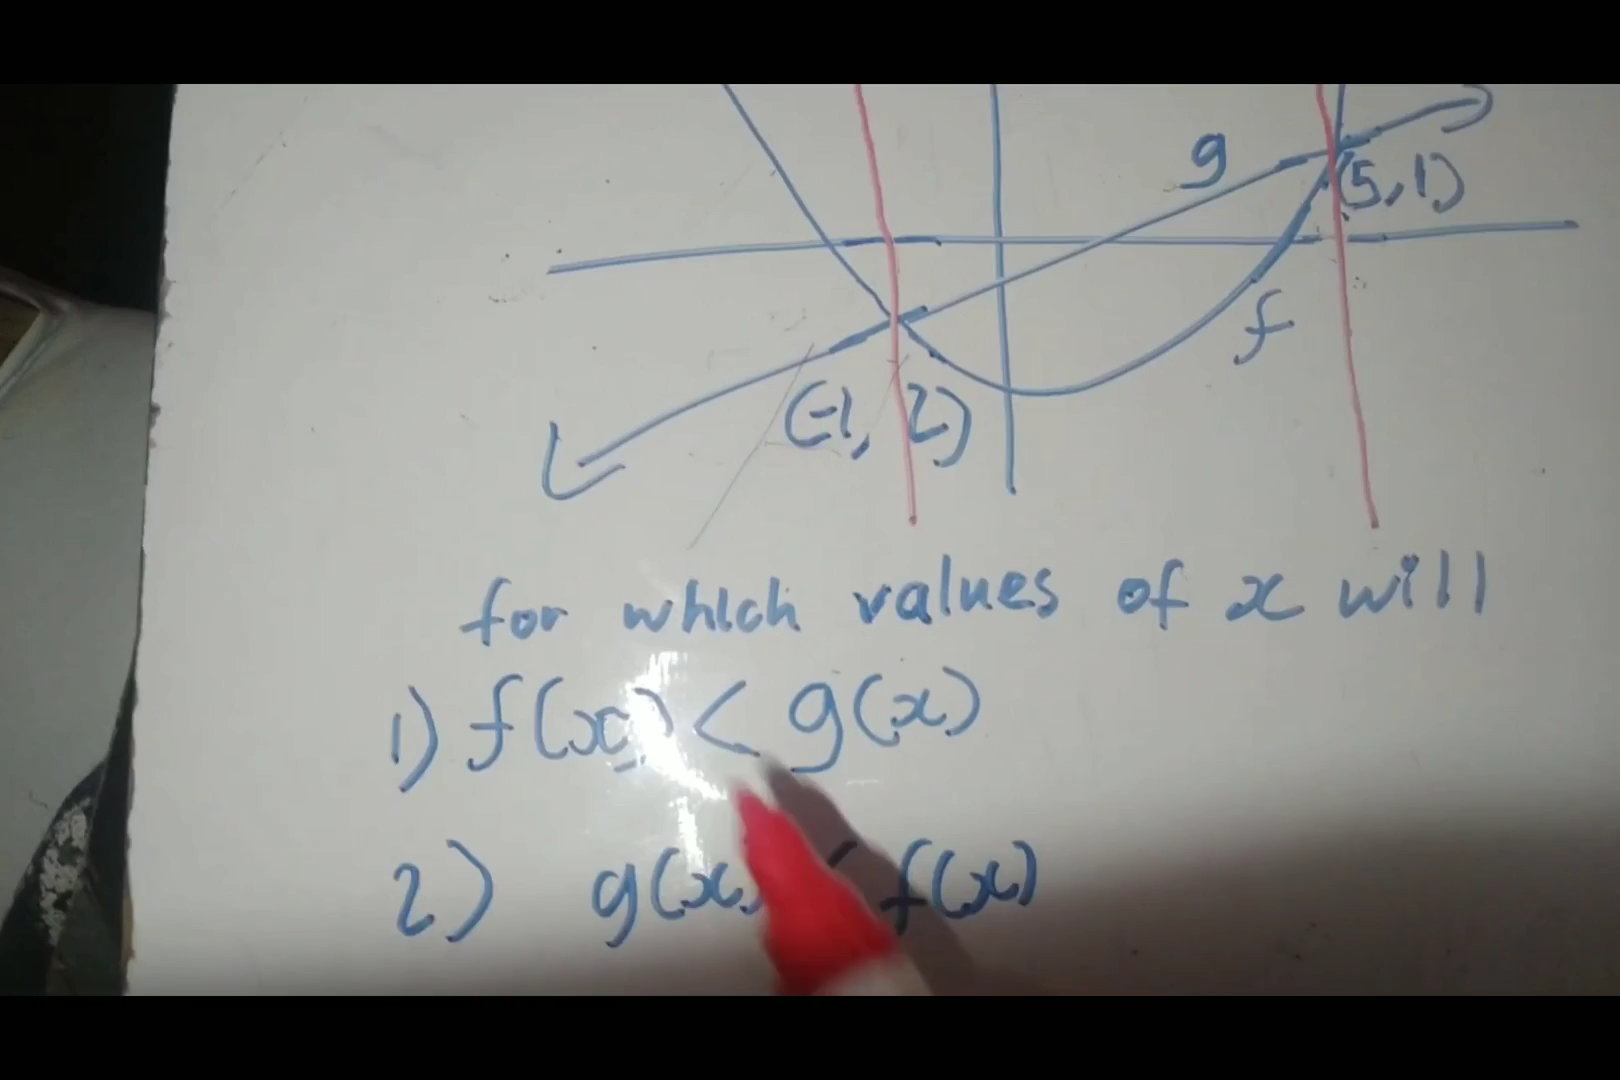 g
(5, 1)
f
(-1, 2)
for which values of x will
1) f(x) < g(x)
2) g(x) < f(x)